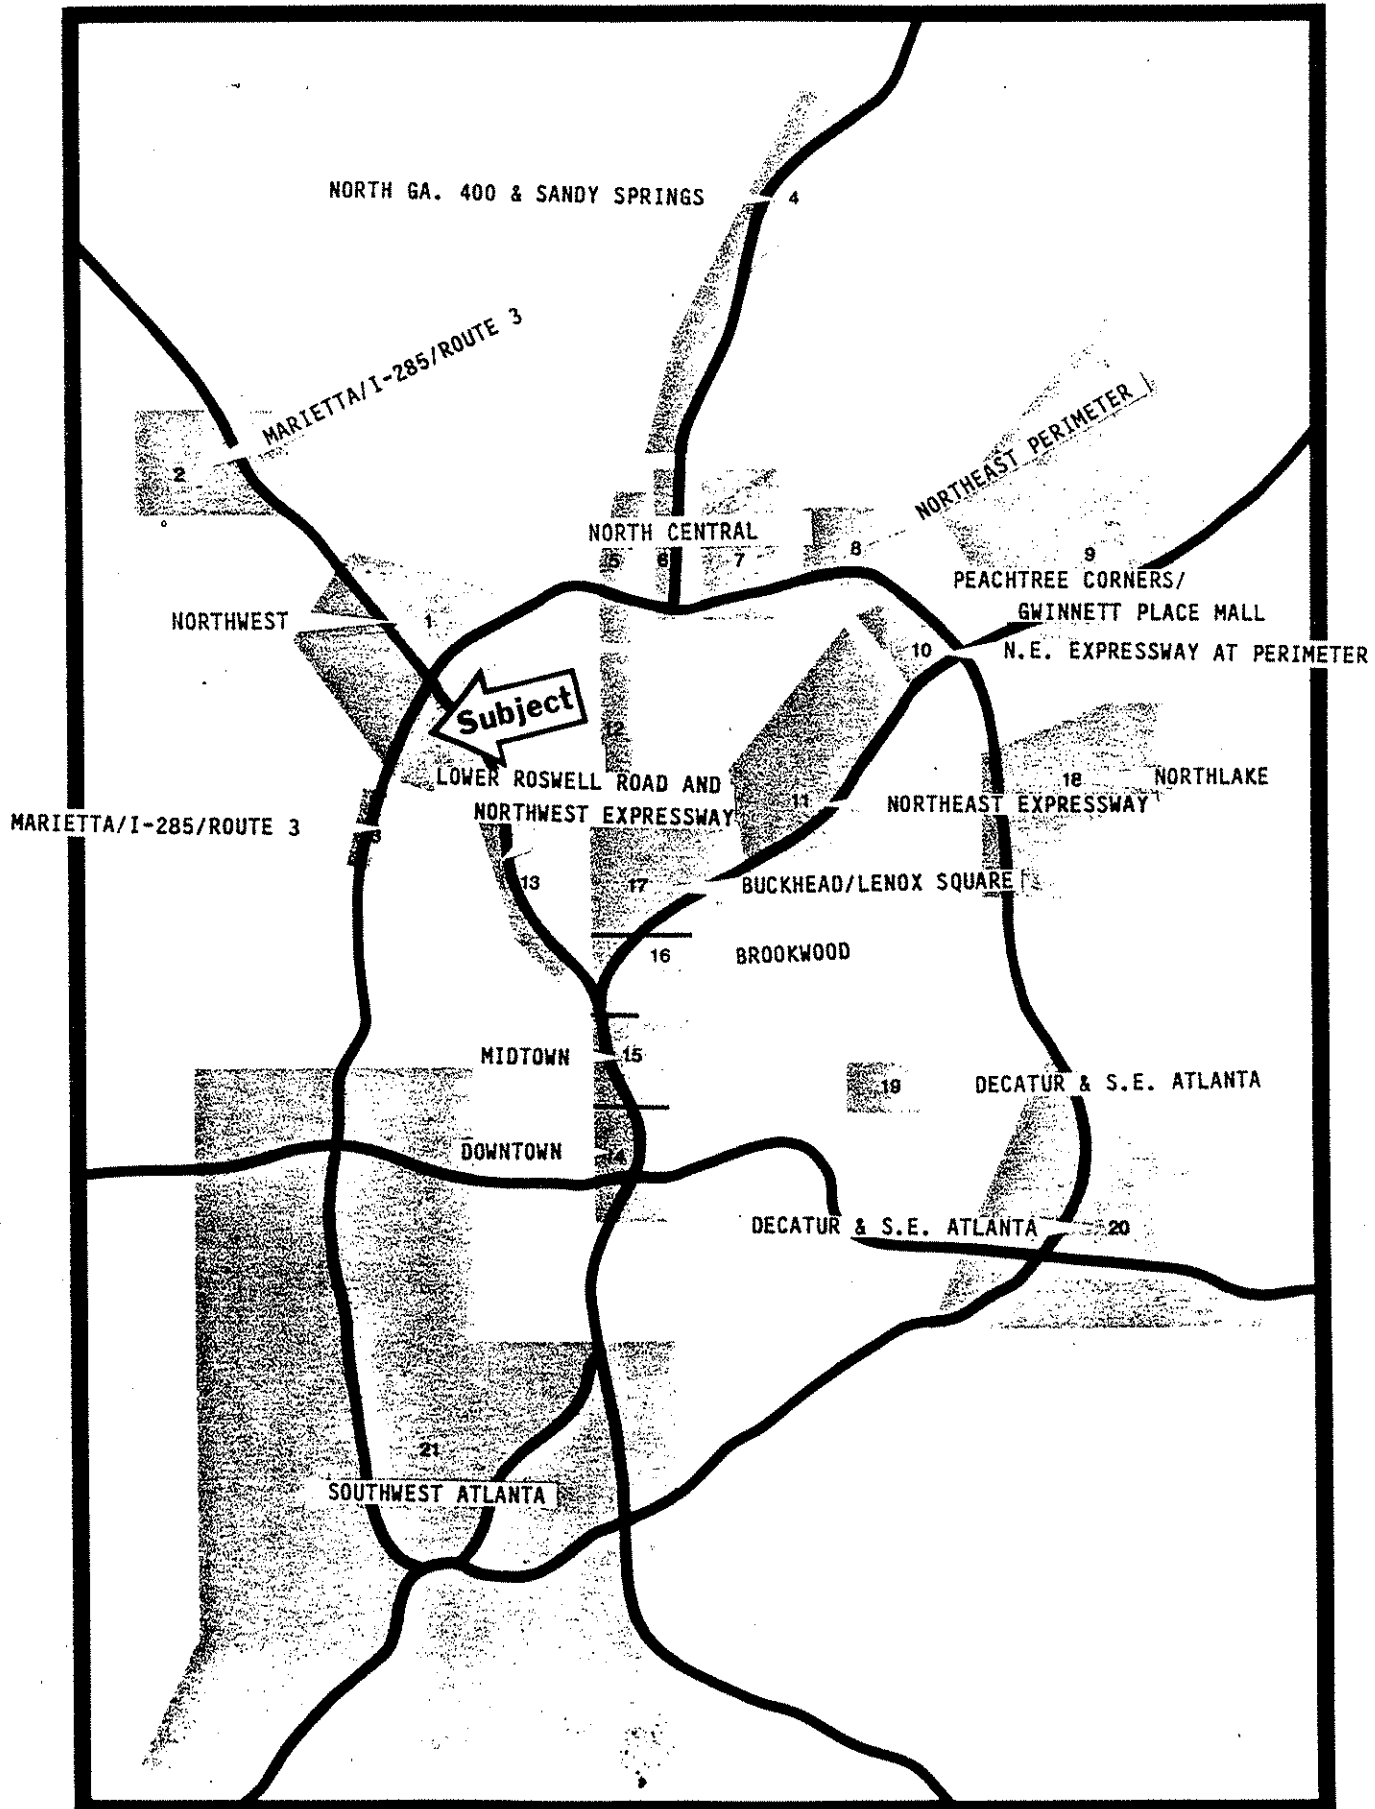 NORTH GA. 400 & SANDY SPRINGS
4
MARIETTA/I-285/ROUTE 3
2
NORTHEAST PERIMETER
NORTH CENTRAL
5
6
7
8
9
PEACHTREE CORNERS/
GWINNETT PLACE MALL
NORTHWEST
1
10
N.E. EXPRESSWAY AT PERIMETER
Subject
12
LOWER ROSWELL ROAD AND
NORTHWEST EXPRESSWAY
18
NORTHLAKE
11
NORTHEAST EXPRESSWAY
MARIETTA/I-285/ROUTE 3
3
13
17
BUCKHEAD/LENOX SQUARE
16
BROOKWOOD
MIDTOWN
15
19
DECATUR & S.E. ATLANTA
DOWNTOWN
14
DECATUR & S.E. ATLANTA
20
21
SOUTHWEST ATLANTA